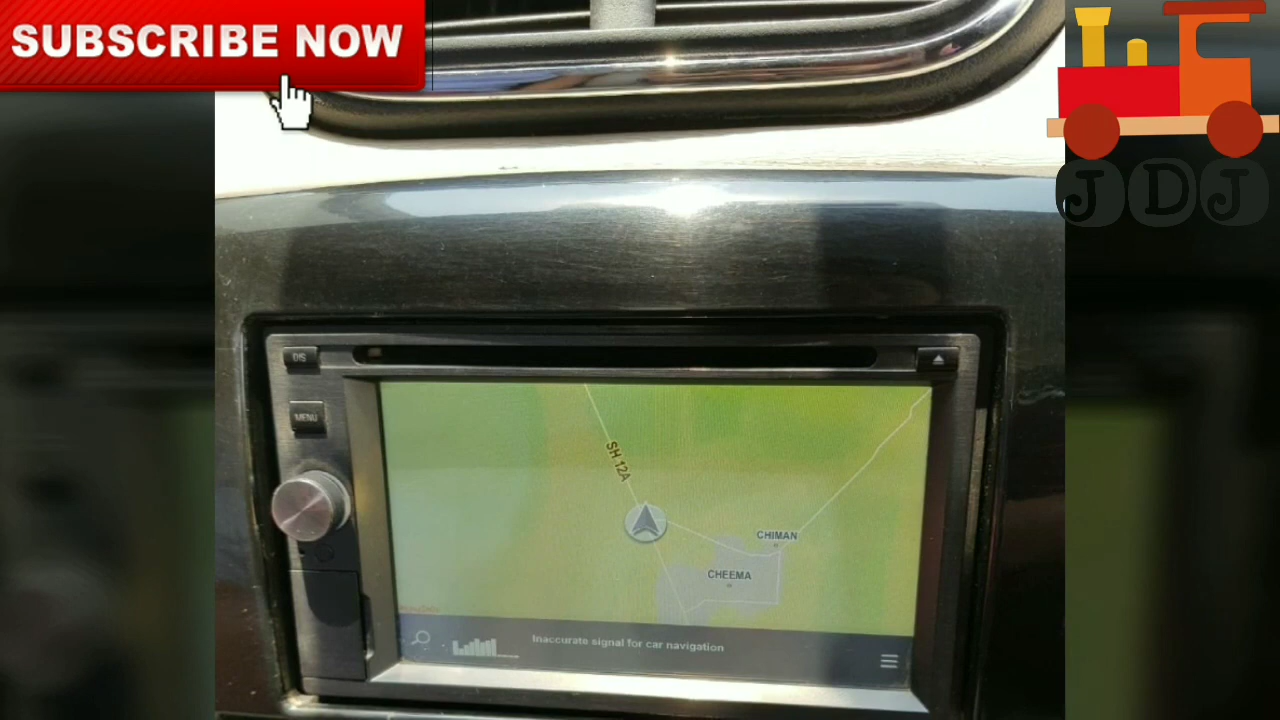 SUBSCRIBE NOW
J D J
DIS
MENU
SH 12A
CHIMAN
CHEEMA
Inaccurate signal for car navigation